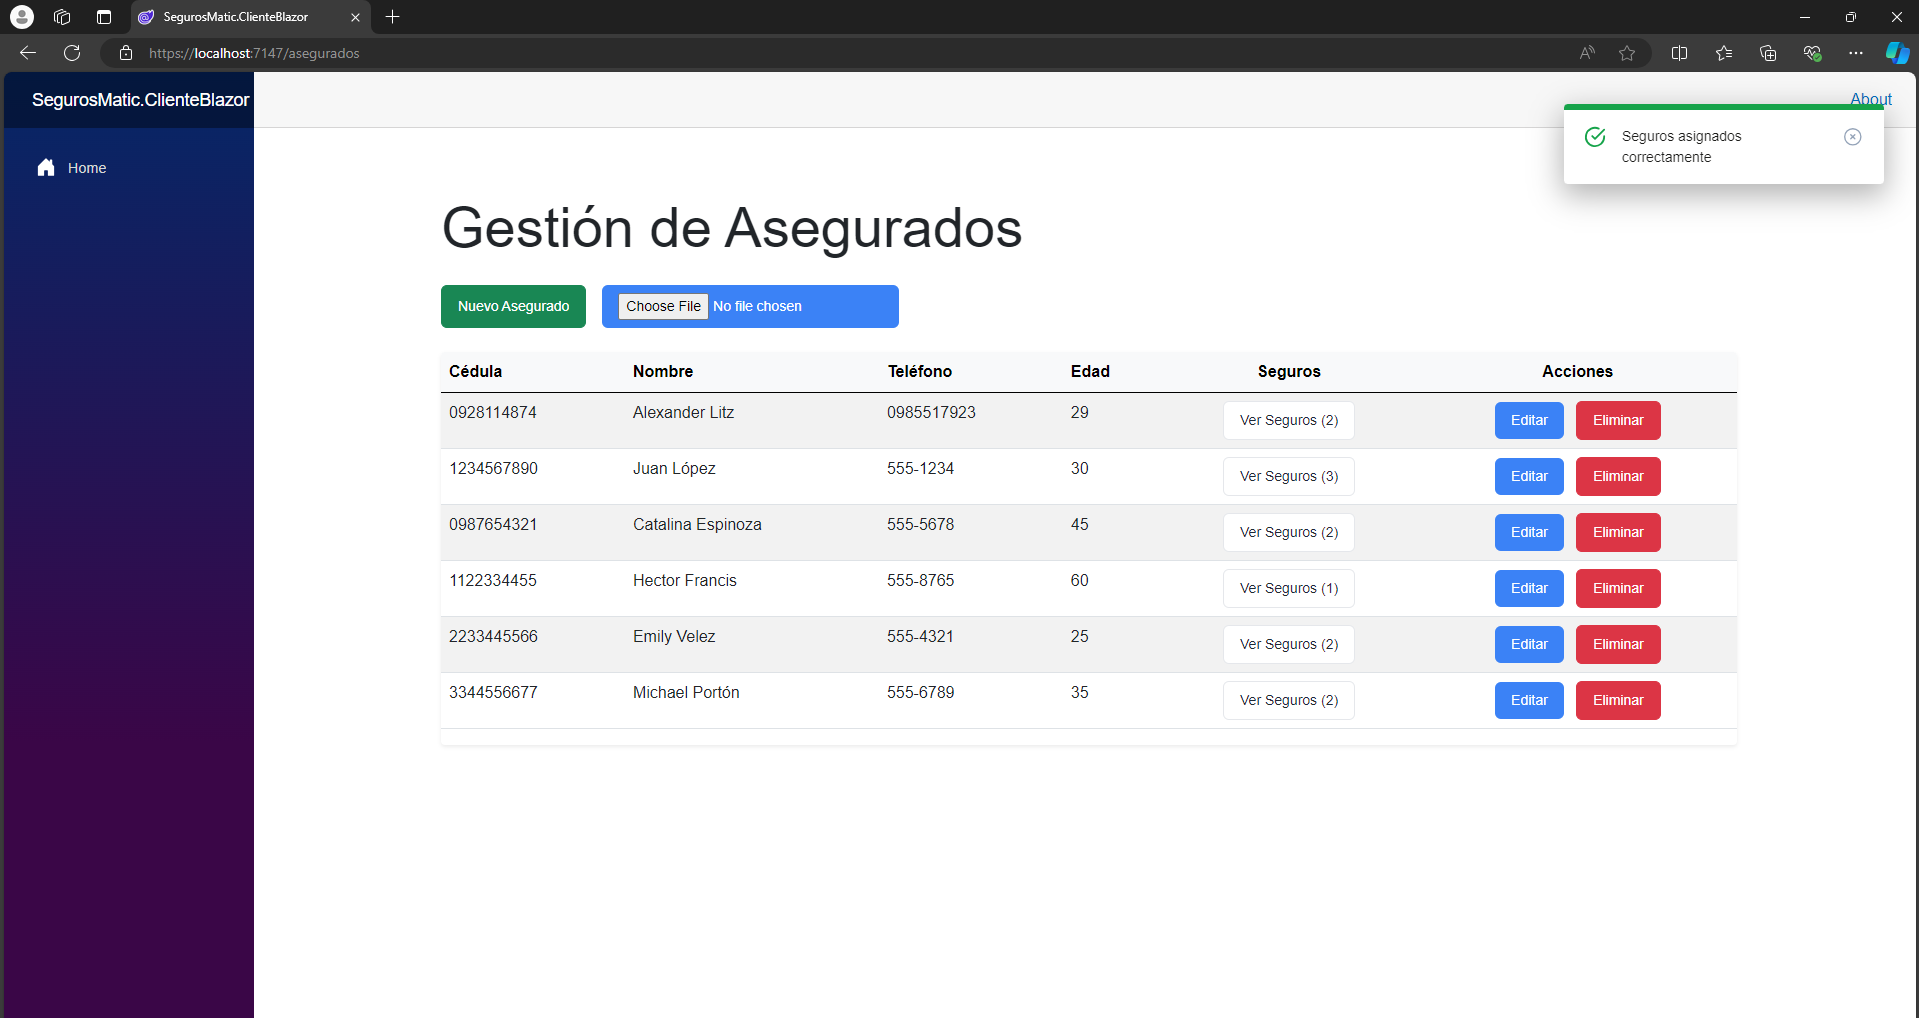 SegurosMatic.ClienteBlazor
https://localhost:7147/asegurados
SegurosMatic.ClienteBlazor
About
Home
Seguros asignados
correctamente
Gestión de Asegurados
Nuevo Asegurado
Choose File No file chosen
Cédula Nombre Teléfono Edad Seguros Acciones
0928114874 Alexander Litz 0985517923 29 Ver Seguros (2) Editar Eliminar
1234567890 Juan López 555-1234 30 Ver Seguros (3) Editar Eliminar
0987654321 Catalina Espinoza 555-5678 45 Ver Seguros (2) Editar Eliminar
1122334455 Hector Francis 555-8765 60 Ver Seguros (1) Editar Eliminar
2233445566 Emily Velez 555-4321 25 Ver Seguros (2) Editar Eliminar
3344556677 Michael Portón 555-6789 35 Ver Seguros (2) Editar Eliminar